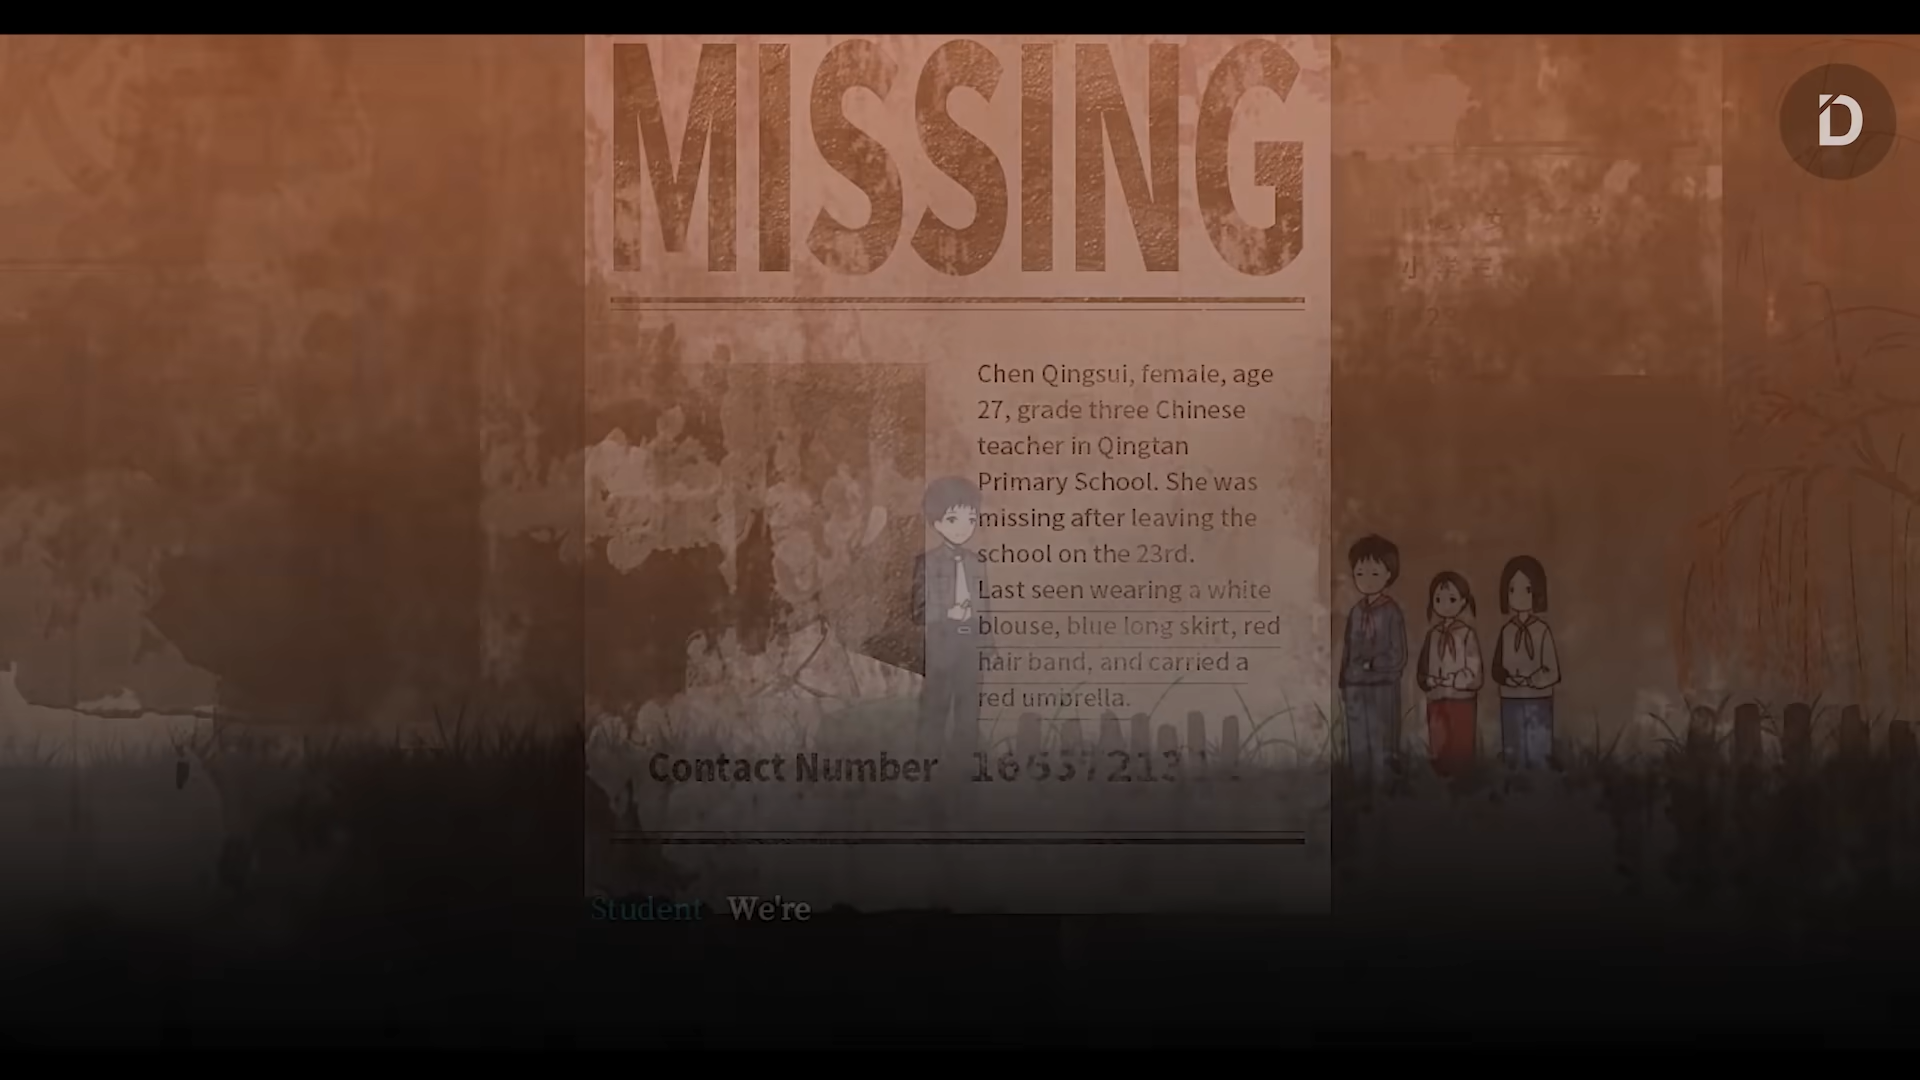 MISSING
Chen Qingsui, female, age
27, grade three Chinese
teacher in Qingtan
Primary School. She was
missing after leaving the
school on the 23rd.
Last seen wearing a white
blouse, blue long skirt, red
hair band, and carried a
red umbrella.
Contact Number
Student We're